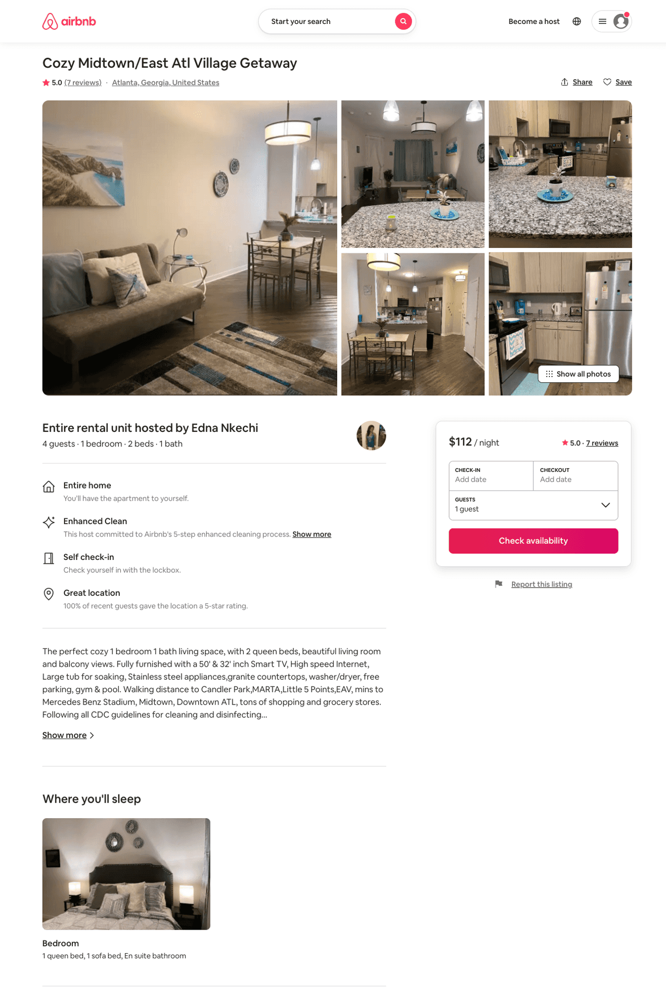 airbnb
Start your search
Become a host
Cozy Midtown/East Atl Village Getaway
5.0 (7 reviews) · Atlanta, Georgia, United States
Share
Save
Show all photos
Entire rental unit hosted by Edna Nkechi
4 guests · 1 bedroom · 2 beds · 1 bath
$112 / night
5.0 · 7 reviews
CHECK-IN
Add date
CHECKOUT
Add date
GUESTS
1 guest
Check availability
Report this listing
Entire home
You'll have the apartment to yourself.
Enhanced Clean
This host committed to Airbnb's 5-step enhanced cleaning process. Show more
Self check-in
Check yourself in with the lockbox.
Great location
100% of recent guests gave the location a 5-star rating.
The perfect cozy 1 bedroom 1 bath living space, with 2 queen beds, beautiful living room
and balcony views. Fully furnished with a 50' & 32' inch Smart TV, High speed Internet,
Large tub for soaking, Stainless steel appliances,granite countertops, washer/dryer, free
parking, gym & pool. Walking distance to Candler Park,MARTA,Little 5 Points,EAV, mins to
Mercedes Benz Stadium, Midtown, Downtown ATL, tons of shopping and grocery stores.
Following all CDC guidelines for cleaning and disinfecting...
Show more
Where you'll sleep
Bedroom
1 queen bed, 1 sofa bed, En suite bathroom